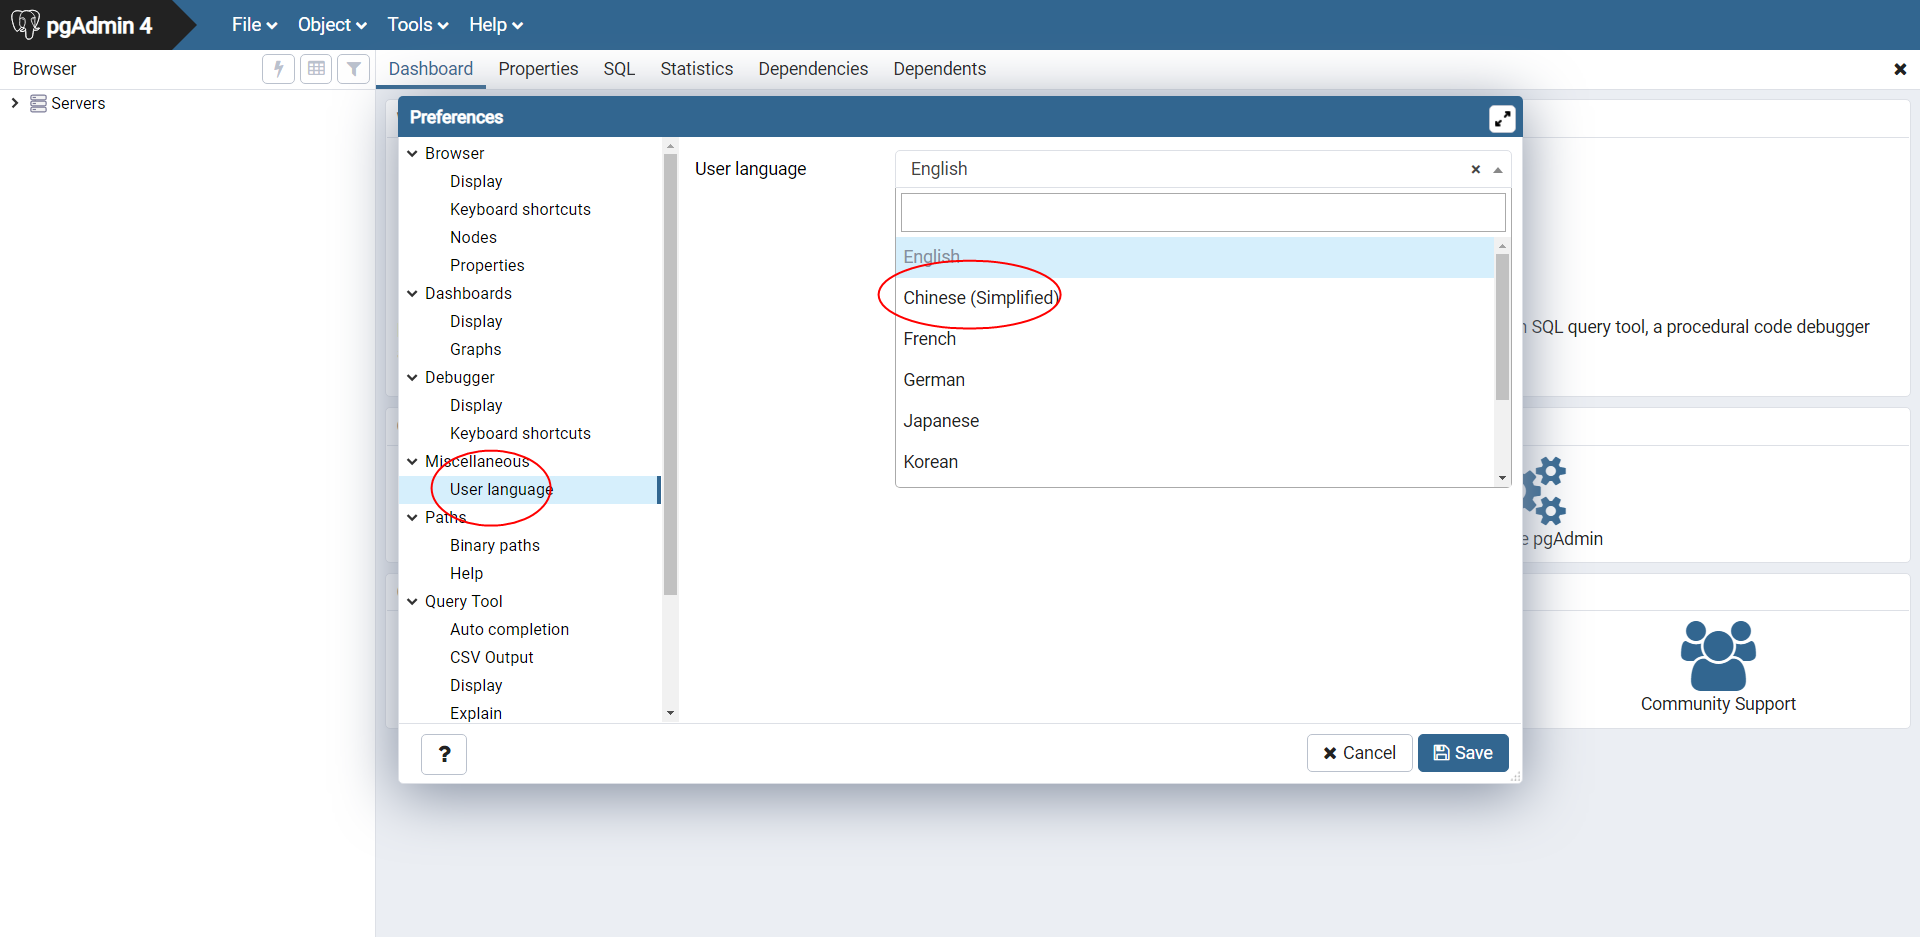 pgAdmin 4
File Object Tools Help
Browser
Dashboard Properties SQL Statistics Dependencies Dependents
Servers
Preferences
Browser
Display
Keyboard shortcuts
Nodes
Properties
Dashboards
Display
Graphs
Debugger
Display
Keyboard shortcuts
Miscellaneous
User language
Paths
Binary paths
Help
Query Tool
Auto completion
CSV Output
Display
Explain
User language
English
English
Chinese (Simplified)
French
German
Japanese
Korean
SQL query tool, a procedural code debugger
pgAdmin
Community Support
?
Cancel
Save